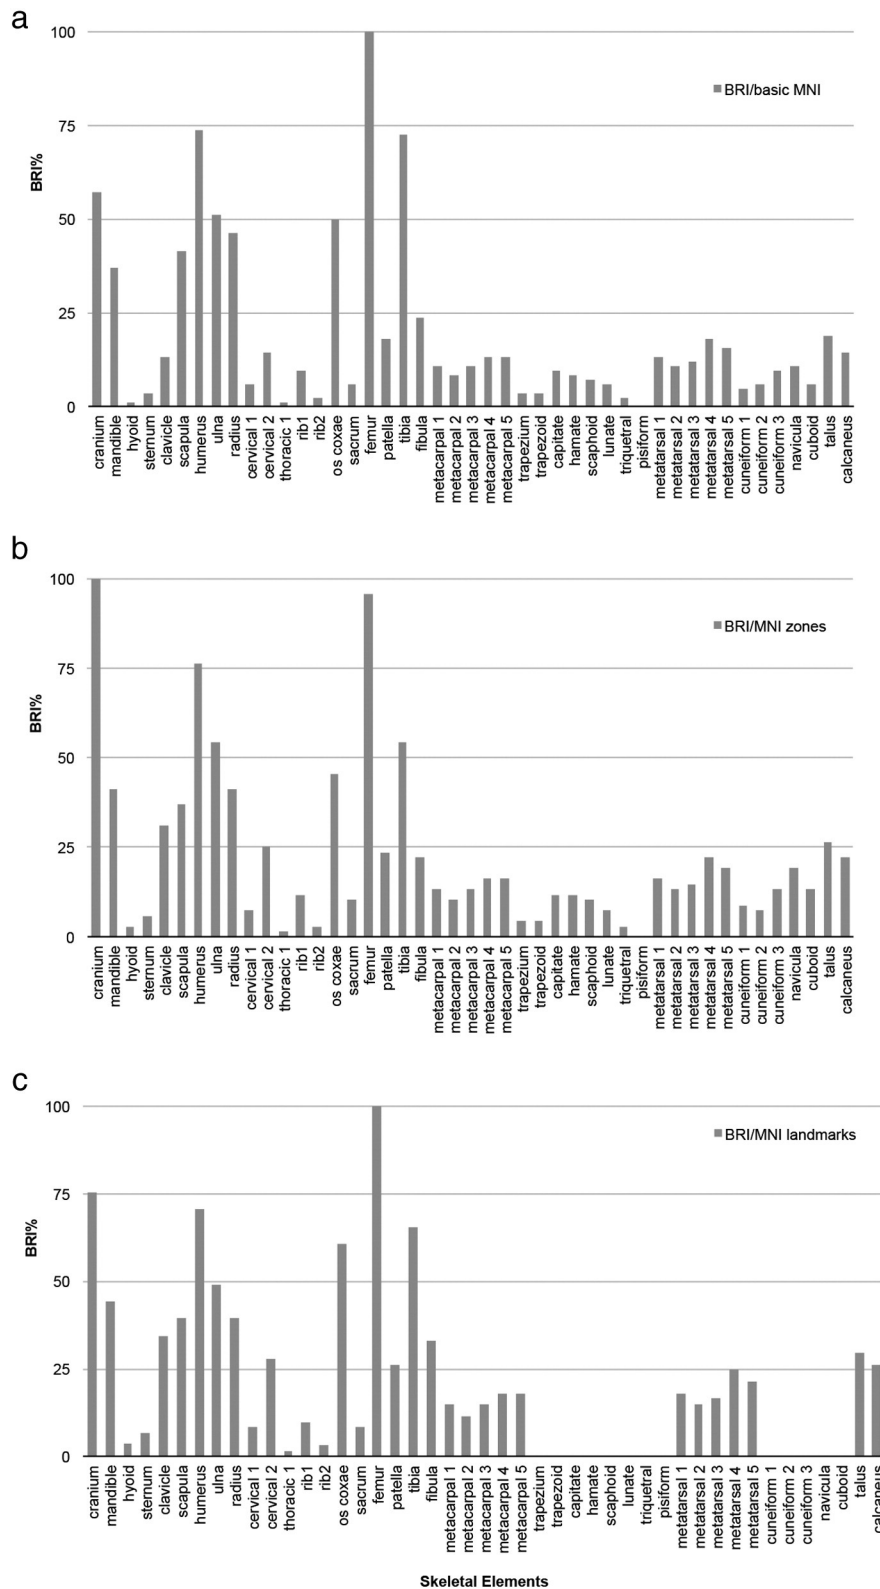 a
100
75
50
25
0
BRI%
BRI/basic MNI
cranium
mandible
hyoid
sternum
clavicle
scapula
humerus
ulna
radius
cervical 1
cervical 2
thoracic 1
rib1
rib2
os coxae
sacrum
femur
patella
tibia
fibula
metacarpal 1
metacarpal 2
metacarpal 3
metacarpal 4
metacarpal 5
trapezium
trapezoid
capitate
hamate
scaphoid
lunate
triquetral
pisiform
metatarsal 1
metatarsal 2
metatarsal 3
metatarsal 4
metatarsal 5
cuneiform 1
cuneiform 2
cuneiform 3
navicula
cuboid
talus
calcaneus
b
100
75
50
25
0
BRI%
BRI/MNI zones
cranium
mandible
hyoid
sternum
clavicle
scapula
humerus
ulna
radius
cervical 1
cervical 2
thoracic 1
rib1
rib2
os coxae
sacrum
femur
patella
tibia
fibula
metacarpal 1
metacarpal 2
metacarpal 3
metacarpal 4
metacarpal 5
trapezium
trapezoid
capitate
hamate
scaphoid
lunate
triquetral
pisiform
metatarsal 1
metatarsal 2
metatarsal 3
metatarsal 4
metatarsal 5
cuneiform 1
cuneiform 2
cuneiform 3
navicula
cuboid
talus
calcaneus
c
100
75
50
25
0
BRI%
BRI/MNI landmarks
cranium
mandible
hyoid
sternum
clavicle
scapula
humerus
ulna
radius
cervical 1
cervical 2
thoracic 1
rib1
rib2
os coxae
sacrum
femur
patella
tibia
fibula
metacarpal 1
metacarpal 2
metacarpal 3
metacarpal 4
metacarpal 5
trapezium
trapezoid
capitate
hamate
scaphoid
lunate
triquetral
pisiform
metatarsal 1
metatarsal 2
metatarsal 3
metatarsal 4
metatarsal 5
cuneiform 1
cuneiform 2
cuneiform 3
navicula
cuboid
talus
calcaneus
Skeletal Elements